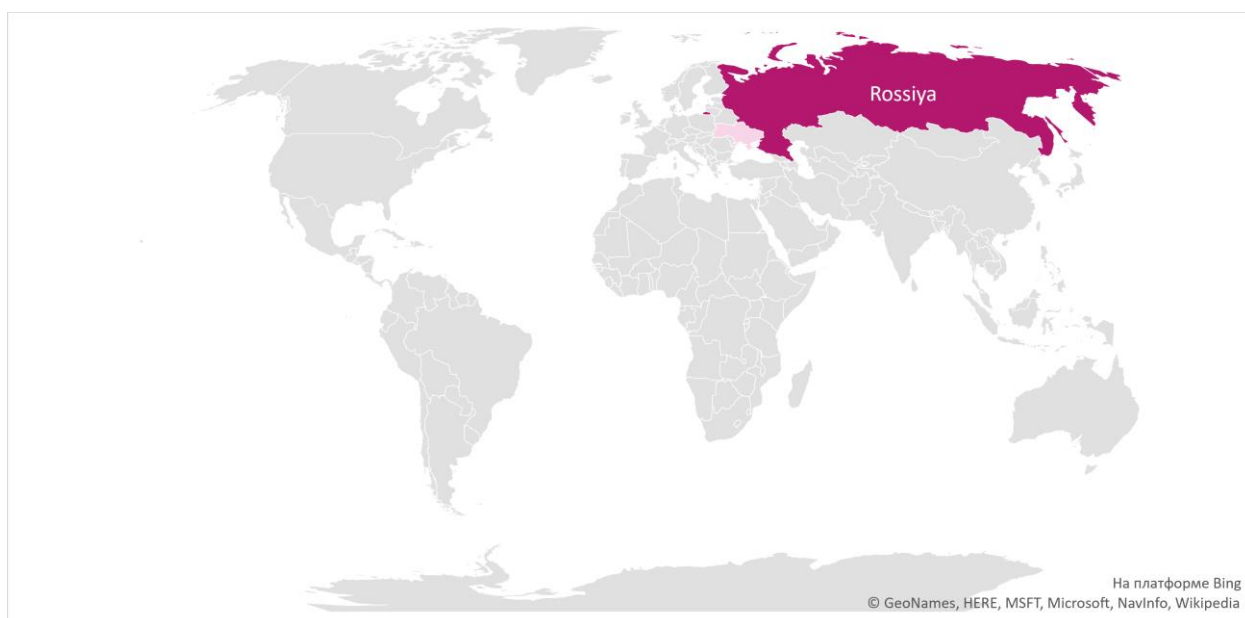 Rossiya
На платформе Bing
© GeoNames, HERE, MSFT, Microsoft, NavInfo, Wikipedia